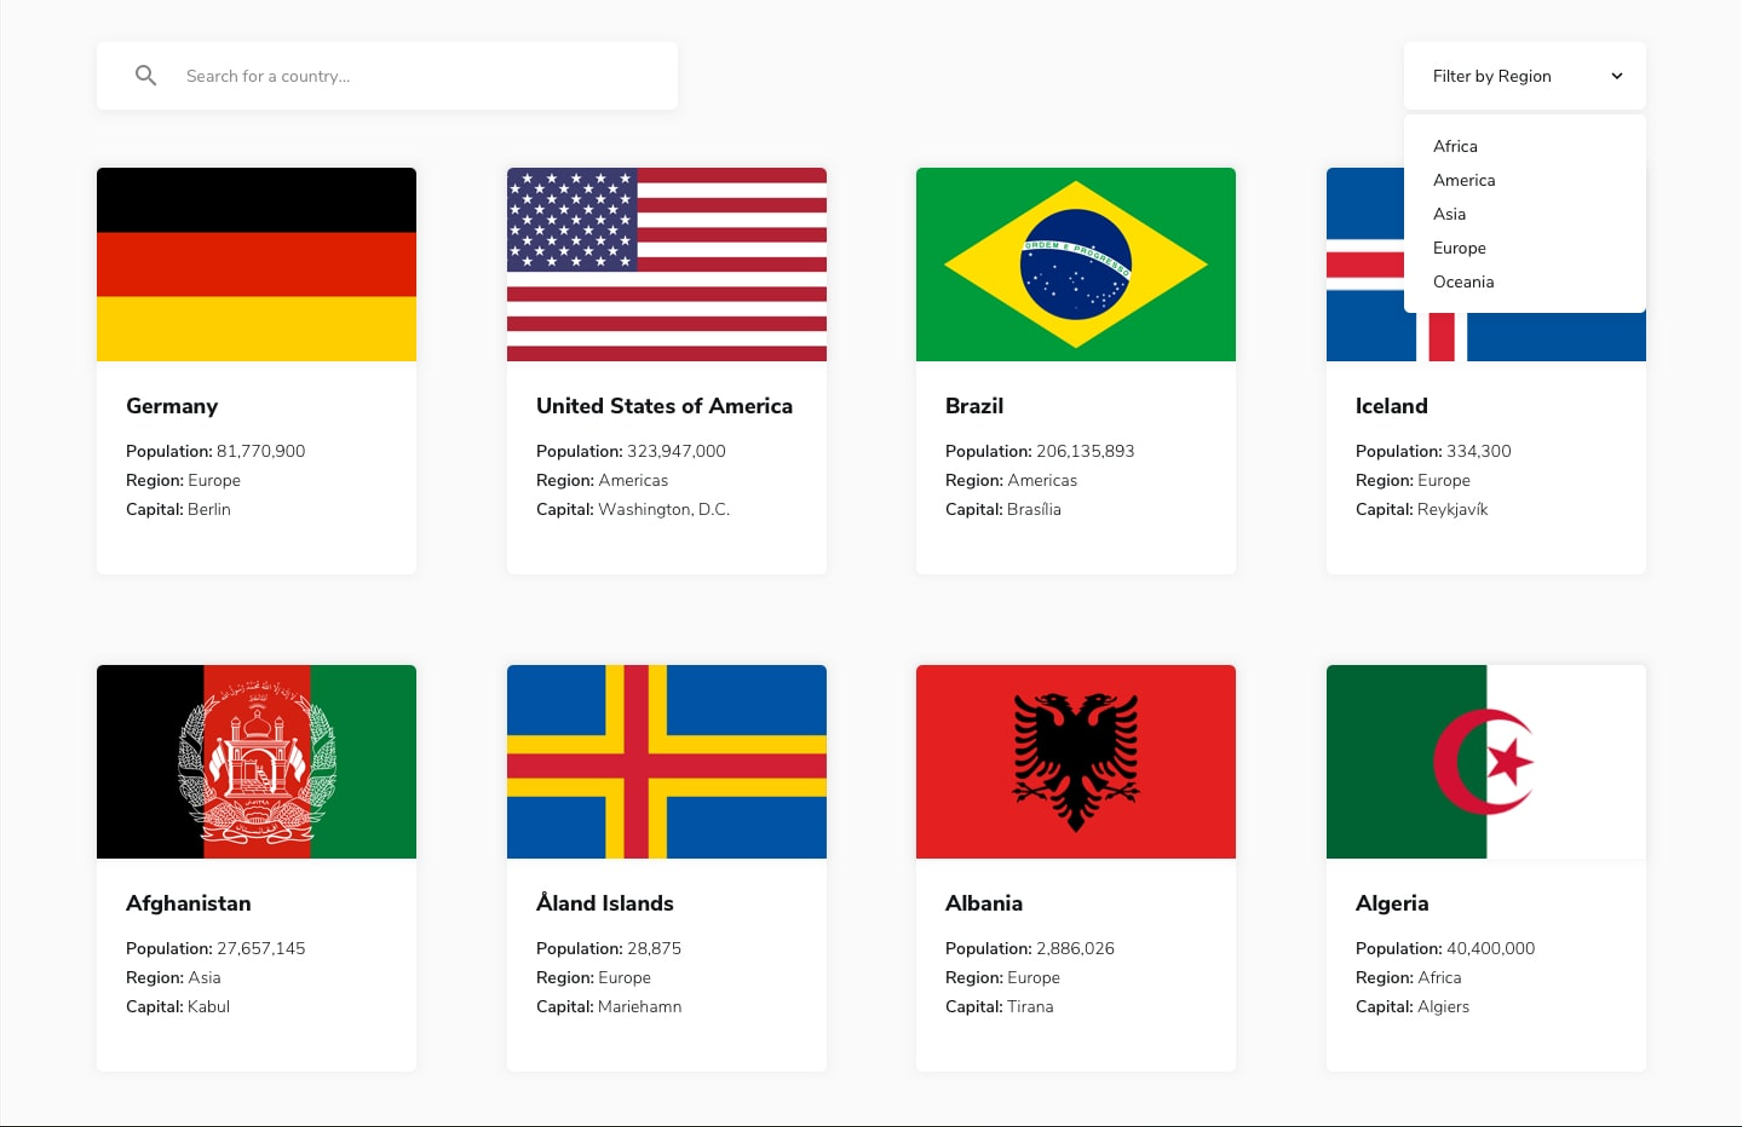 Search for a country…
Filter by Region
Africa
America
Asia
Europe
Oceania
ORDEM E PROGRESSO
Germany
Population: 81,770,900
Region: Europe
Capital: Berlin
United States of America
Population: 323,947,000
Region: Americas
Capital: Washington, D.C.
Brazil
Population: 206,135,893
Region: Americas
Capital: Brasília
Iceland
Population: 334,300
Region: Europe
Capital: Reykjavík
Afghanistan
Population: 27,657,145
Region: Asia
Capital: Kabul
Åland Islands
Population: 28,875
Region: Europe
Capital: Mariehamn
Albania
Population: 2,886,026
Region: Europe
Capital: Tirana
Algeria
Population: 40,400,000
Region: Africa
Capital: Algiers